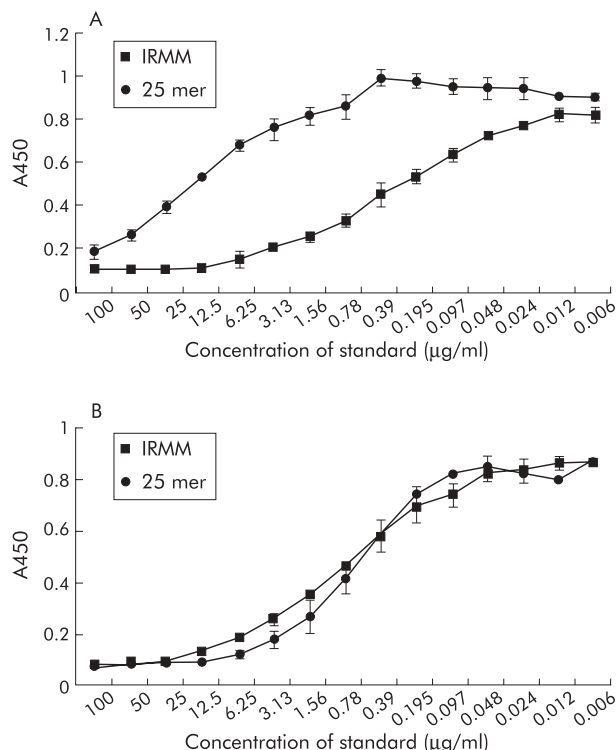 A
IRMM
25 mer
1.2
1
0.8
0.6
0.4
0.2
0
A450
100 50 25 12.5 6.25 3.13 1.56 0.78 0.39 0.195 0.097 0.048 0.024 0.012 0.006
Concentration of standard (μg/ml)
B
IRMM
25 mer
1
0.8
0.6
0.4
0.2
0
A450
100 50 25 12.5 6.25 3.13 1.56 0.78 0.39 0.195 0.097 0.048 0.024 0.012 0.006
Concentration of standard (μg/ml)